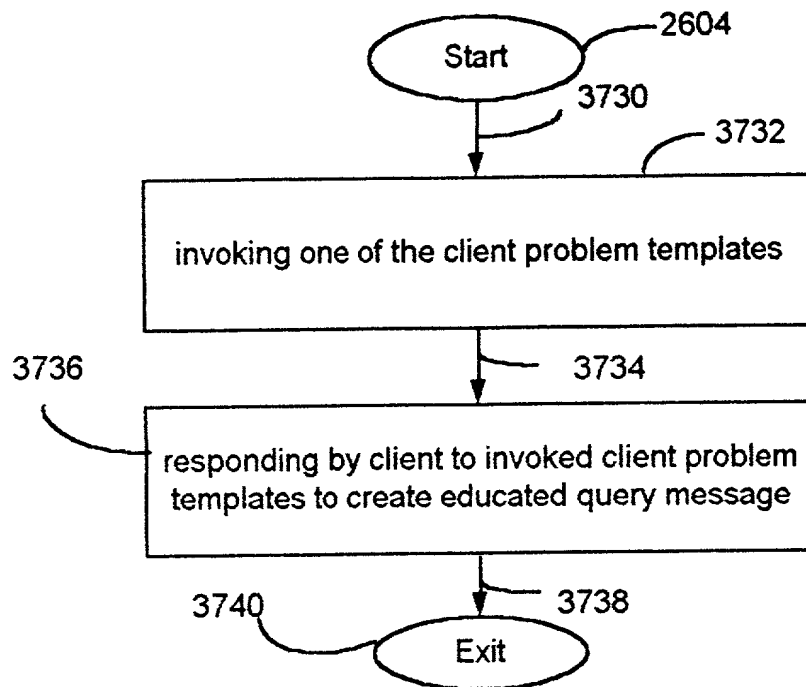 2604
Start
3730
3732
invoking one of the client problem templates
3734
3736
responding by client to invoked client problem
templates to create educated query message
3738
3740
Exit